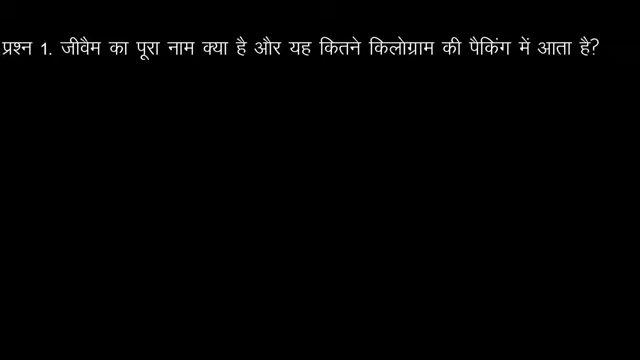 प्रश्न 1. जीवैम का पूरा नाम क्या है और यह कितने किलोग्राम की पैकिंग में आता है?